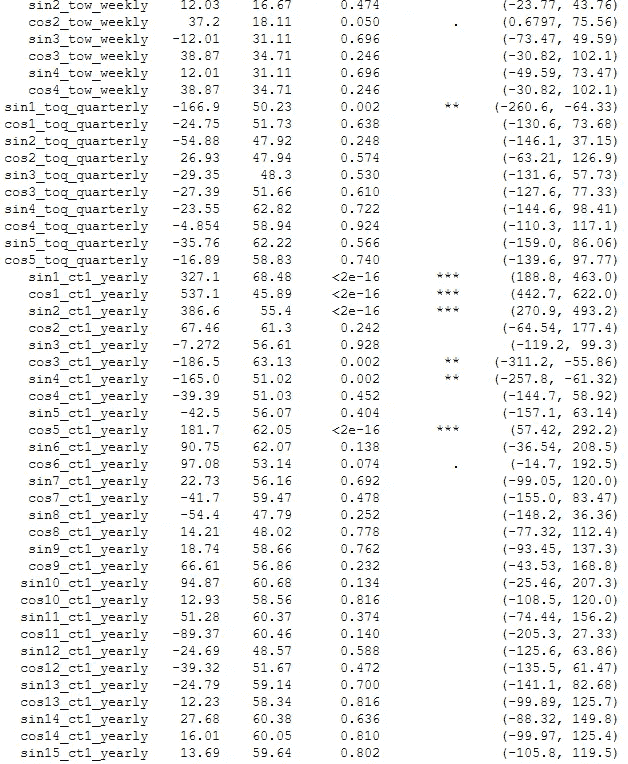 sin2_tow_weekly 12.03 16.67 0.474 (-23.77, 43.76)
cos2_tow_weekly 37.2 18.11 0.050 . (0.6797, 75.56)
sin3_tow_weekly -12.01 31.11 0.696 (-73.47, 49.59)
cos3_tow_weekly 38.87 34.71 0.246 (-30.82, 102.1)
sin4_tow_weekly 12.01 31.11 0.696 (-49.59, 73.47)
cos4_tow_weekly 38.87 34.71 0.246 (-30.82, 102.1)
sin1_toq_quarterly -166.9 50.23 0.002 ** (-260.6, -64.33)
cos1_toq_quarterly -24.75 51.73 0.638 (-130.6, 73.68)
sin2_toq_quarterly -54.88 47.92 0.248 (-146.1, 37.15)
cos2_toq_quarterly 26.93 47.94 0.574 (-63.21, 126.9)
sin3_toq_quarterly -29.35 48.3 0.530 (-131.6, 57.73)
cos3_toq_quarterly -27.39 51.66 0.610 (-127.6, 77.33)
sin4_toq_quarterly -23.55 62.82 0.722 (-144.6, 98.41)
cos4_toq_quarterly -4.854 58.94 0.924 (-110.3, 117.1)
sin5_toq_quarterly -35.76 62.22 0.566 (-159.0, 86.06)
cos5_toq_quarterly -16.89 58.83 0.740 (-139.6, 97.77)
sin1_ct1_yearly 327.1 68.48 <2e-16 *** (188.8, 463.0)
cos1_ct1_yearly 537.1 45.89 <2e-16 *** (442.7, 622.0)
sin2_ct1_yearly 386.6 55.4 <2e-16 *** (270.9, 493.2)
cos2_ct1_yearly 67.46 61.3 0.242 (-64.54, 177.4)
sin3_ct1_yearly -7.272 56.61 0.928 (-119.2, 99.3)
cos3_ct1_yearly -186.5 63.13 0.002 ** (-311.2, -55.86)
sin4_ct1_yearly -165.0 51.02 0.002 ** (-257.8, -61.32)
cos4_ct1_yearly -39.39 51.03 0.452 (-144.7, 58.92)
sin5_ct1_yearly -42.5 56.07 0.404 (-157.1, 63.14)
cos5_ct1_yearly 181.7 62.05 <2e-16 *** (57.42, 292.2)
sin6_ct1_yearly 90.75 62.07 0.138 (-36.54, 208.5)
cos6_ct1_yearly 97.08 53.14 0.074 . (-14.7, 192.5)
sin7_ct1_yearly 22.73 56.16 0.692 (-99.05, 120.0)
cos7_ct1_yearly -41.7 59.47 0.478 (-155.0, 83.47)
sin8_ct1_yearly -54.4 47.79 0.252 (-148.2, 36.36)
cos8_ct1_yearly 14.21 48.02 0.778 (-77.32, 112.4)
sin9_ct1_yearly 18.74 58.66 0.762 (-93.45, 137.3)
cos9_ct1_yearly 66.61 56.86 0.232 (-43.53, 168.8)
sin10_ct1_yearly 94.87 60.68 0.134 (-25.46, 207.3)
cos10_ct1_yearly 12.93 58.56 0.816 (-108.5, 120.0)
sin11_ct1_yearly 51.28 60.37 0.374 (-74.44, 156.2)
cos11_ct1_yearly -89.37 60.46 0.140 (-205.3, 27.33)
sin12_ct1_yearly -24.69 48.57 0.588 (-125.6, 63.86)
cos12_ct1_yearly -39.32 51.67 0.472 (-135.5, 61.47)
sin13_ct1_yearly -24.79 59.14 0.700 (-141.1, 82.68)
cos13_ct1_yearly 12.23 58.34 0.816 (-99.89, 125.7)
sin14_ct1_yearly 27.68 60.38 0.636 (-88.32, 149.8)
cos14_ct1_yearly 16.01 60.05 0.810 (-99.97, 125.4)
sin15_ct1_yearly 13.69 59.64 0.802 (-105.8, 119.5)